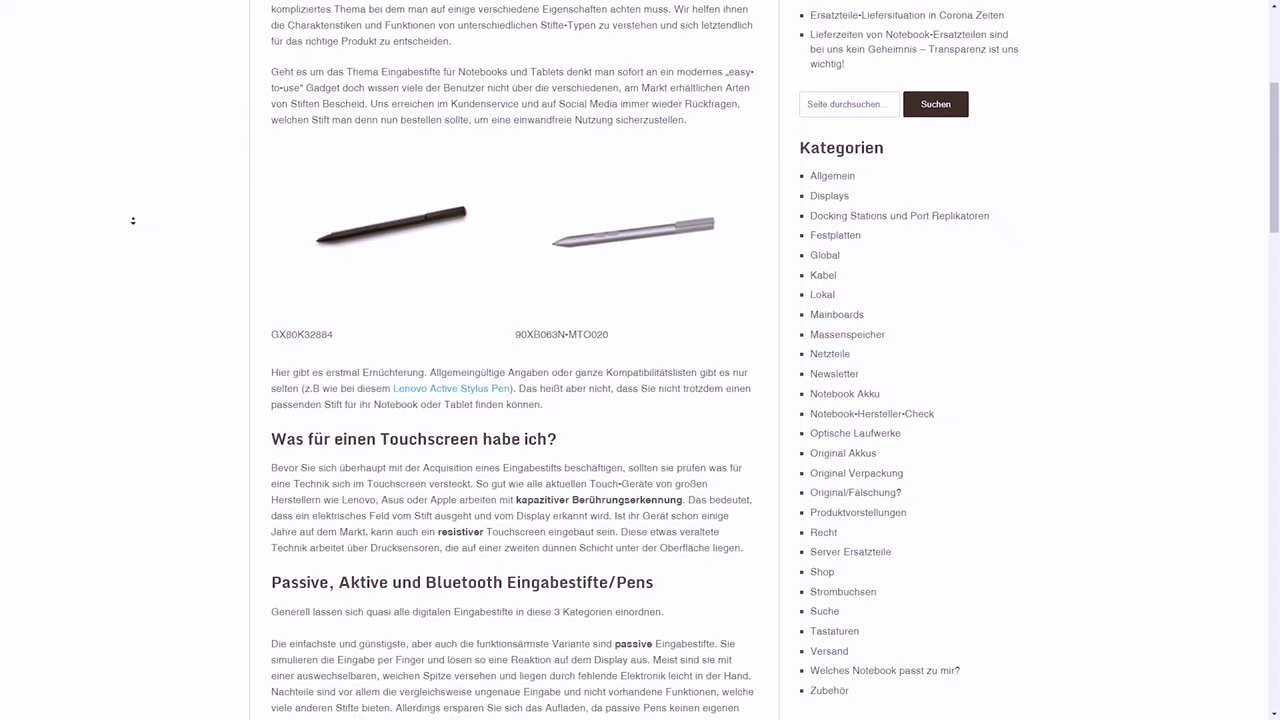 kompliziertes Thema bei dem man auf einige verschiedene Eigenschaften achten muss. Wir helfen ihnen
die Charakteristiken und Funktionen von unterschiedlichen Stifte-Typen zu verstehen und sich letztendlich
für das richtige Produkt zu entscheiden.
Geht es um das Thema Eingabestifte für Notebooks und Tablets denkt man sofort an ein modernes „easy-
to-use“ Gadget doch wissen viele der Benutzer nicht über die verschiedenen, am Markt erhältlichen Arten
von Stiften Bescheid. Uns erreichen im Kundenservice und auf Social Media immer wieder Rückfragen,
welchen Stift man denn nun bestellen sollte, um eine einwandfreie Nutzung sicherzustellen.
GX80K32884
90XB063N-MTO020
Hier gibt es erstmal Ernüchterung. Allgemeingültige Angaben oder ganze Kompatibilitätslisten gibt es nur
selten (z.B wie bei diesem Lenovo Active Stylus Pen). Das heißt aber nicht, dass Sie nicht trotzdem einen
passenden Stift für ihr Notebook oder Tablet finden können.
Was für einen Touchscreen habe ich?
Bevor Sie sich überhaupt mit der Acquisition eines Eingabestifts beschäftigen, sollten sie prüfen was für
eine Technik sich im Touchscreen versteckt. So gut wie alle aktuellen Touch-Geräte von großen
Herstellern wie Lenovo, Asus oder Apple arbeiten mit kapazitiver Berührungserkennung. Das bedeutet,
dass ein elektrisches Feld vom Stift ausgeht und vom Display erkannt wird. Ist ihr Gerät schon einige
Jahre auf dem Markt, kann auch ein resistiver Touchscreen eingebaut sein. Diese etwas veraltete
Technik arbeitet über Drucksensoren, die auf einer zweiten dünnen Schicht unter der Oberfläche liegen.
Passive, Aktive und Bluetooth Eingabestifte/Pens
Generell lassen sich quasi alle digitalen Eingabestifte in diese 3 Kategorien einordnen.
Die einfachste und günstigste, aber auch die funktionsärmste Variante sind passive Eingabestifte. Sie
simulieren die Eingabe per Finger und lösen so eine Reaktion auf dem Display aus. Meist sind sie mit
einer auswechselbaren, weichen Spitze versehen und liegen durch fehlende Elektronik leicht in der Hand.
Nachteile sind vor allem die vergleichsweise ungenaue Eingabe und nicht vorhandene Funktionen, welche
viele anderen Stifte bieten. Allerdings ersparen Sie sich das Aufladen, da passive Pens keinen eigenen
Ersatzteile-Liefersituation in Corona Zeiten
Lieferzeiten von Notebook-Ersatzteilen sind
bei uns kein Geheimnis – Transparenz ist uns
wichtig!
Seite durchsuchen...
Suchen
Kategorien
Allgemein
Displays
Docking Stations und Port Replikatoren
Festplatten
Global
Kabel
Lokal
Mainboards
Massenspeicher
Netzteile
Newsletter
Notebook Akku
Notebook-Hersteller-Check
Optische Laufwerke
Original Akkus
Original Verpackung
Original/Fälschung?
Produktvorstellungen
Recht
Server Ersatzteile
Shop
Strombuchsen
Suche
Tastaturen
Versand
Welches Notebook passt zu mir?
Zubehör